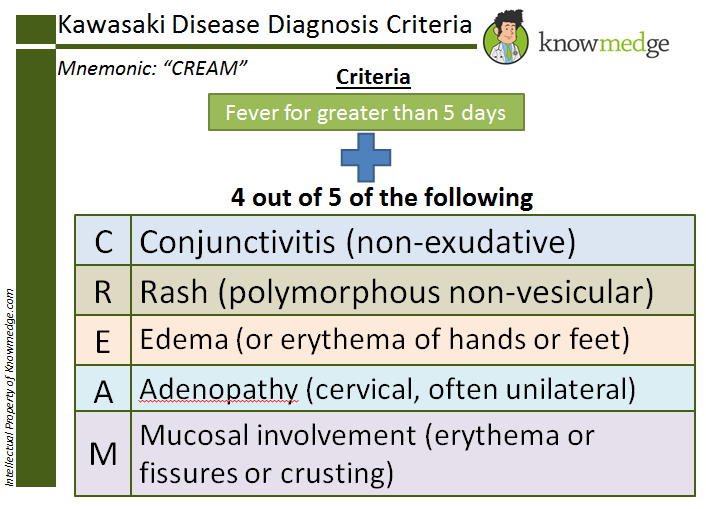 Kawasaki Disease Diagnosis Criteria
knowmedge
Mnemonic: “CREAM”
Criteria
Fever for greater than 5 days
4 out of 5 of the following
C Conjunctivitis (non-exudative)
R Rash (polymorphous non-vesicular)
E Edema (or erythema of hands or feet)
A Adenopathy (cervical, often unilateral)
M Mucosal involvement (erythema or
fissures or crusting)
Intellectual Property of Knowmedge.com